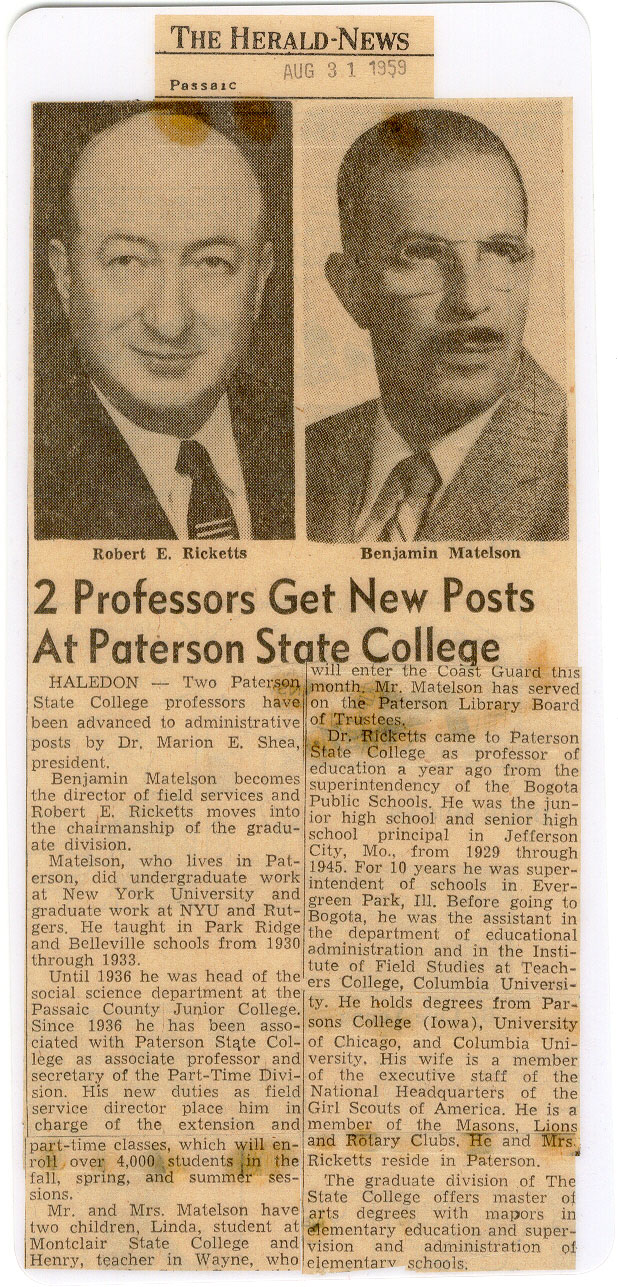 THE HERALD-NEWS
AUG 31 1959
Passaic
Robert E. Ricketts
Benjamin Matelson
2 Professors Get New Posts
At Paterson State College
HALEDON — Two Paterson
State College professors have
been advanced to administrative
posts by Dr. Marion E. Shea,
president.
Benjamin Matelson becomes
the director of field services and
Robert E. Ricketts moves into
the chairmanship of the gradu-
ate division.
Matelson, who lives in Pat-
erson, did undergraduate work
at New York University and
graduate work at NYU and Rut-
gers. He taught in Park Ridge
and Belleville schools from 1930
through 1933.
Until 1936 he was head of the
social science department at the
Passaic County Junior College.
Since 1936 he has been asso-
ciated with Paterson State Col-
lege as associate professor and
secretary of the Part-Time Divi-
sion. His new duties as field
service director place him in
charge of the extension and
part-time classes, which will en-
roll over 4,000 students in the
fall, spring, and summer ses-
sions.
Mr. and Mrs. Matelson have
two children, Linda, student at
Montclair State College and
Henry, teacher in Wayne, who
will enter the Coast Guard this
month. Mr. Matelson has served
on the Paterson Library Board
of Trustees.
Dr. Ricketts came to Paterson
State College as professor of
education a year ago from the
superintendency of the Bogota
Public Schools. He was the jun-
ior high school and senior high
school principal in Jefferson
City, Mo., from 1929 through
1945. For 10 years he was super-
intendent of schools in Ever-
green Park, Ill. Before going to
Bogota, he was the assistant in
the department of educational
administration and in the Insti-
tute of Field Studies at Teach-
ers College, Columbia Universi-
ty. He holds degrees from Par-
sons College (Iowa), University
of Chicago, and Columbia Uni-
versity. His wife is a member
of the executive staff of the
National Headquarters of the
Girl Scouts of America. He is a
member of the Masons, Lions
and Rotary Clubs. He and Mrs.
Ricketts reside in Paterson.
The graduate division of The
State College offers master of
arts degrees with mapors in
elementary education and super-
vision and administration of
elementary schools.